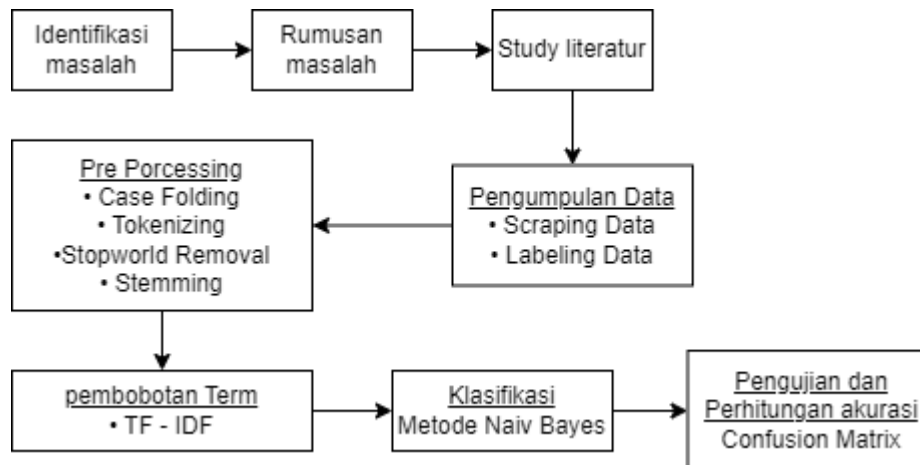 Identifikasi
masalah
Rumusan
masalah
Study literatur
Pengumpulan Data
• Scraping Data
• Labeling Data
Pre Porcessing
• Case Folding
• Tokenizing
•Stopworld Removal
• Stemming
pembobotan Term
• TF - IDF
Klasifikasi
Metode Naiv Bayes
Pengujian dan
Perhitungan akurasi
Confusion Matrix